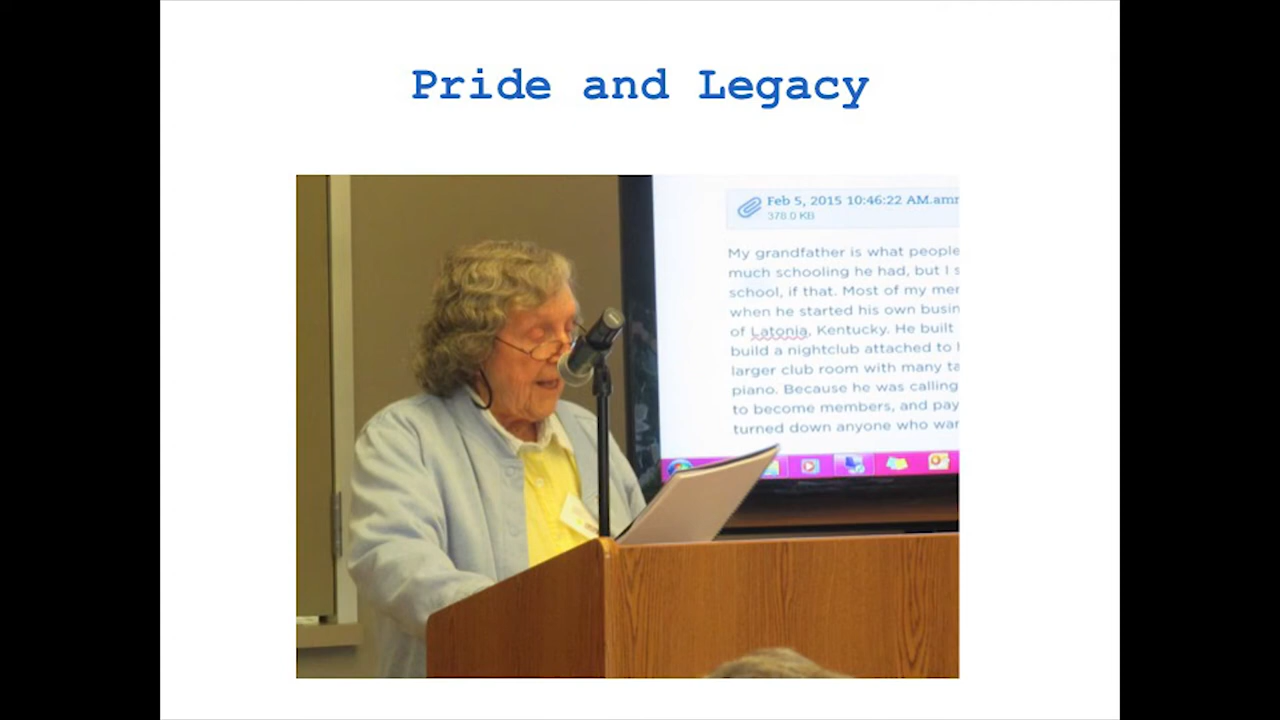 Pride and Legacy
Feb 5, 2015 10:46:22 AM.amr
378.0 KB
My grandfather is what people
much schooling he had, but I s
school, if that. Most of my mer
when he started his own busin
of Latonia, Kentucky. He built
build a nightclub attached to h
larger club room with many ta
piano. Because he was calling
to become members, and pay
turned down anyone who wan